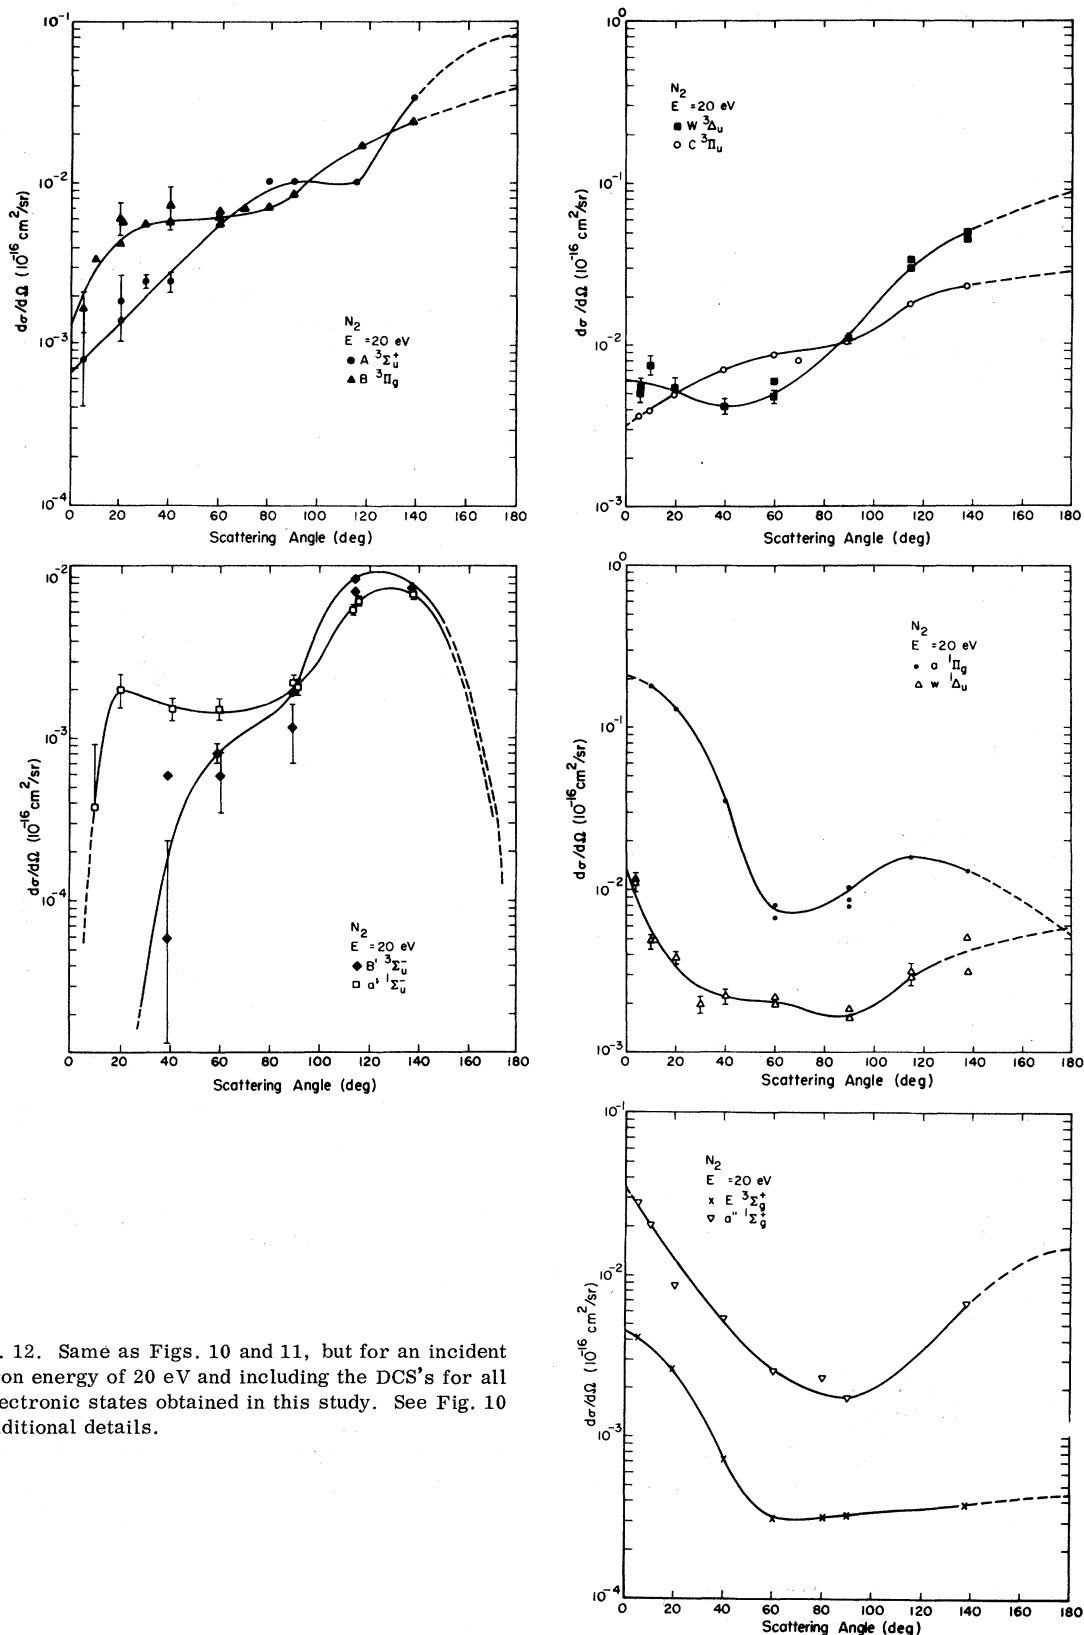 10⁻¹
10⁻²
10⁻³
10⁻⁴
dσ/dΩ (10⁻¹⁶ cm²/sr)
N₂
E =20 eV
● A ³Σᵤ⁺
▲ B ³Πg
0 20 40 60 80 100 120 140 160 180
Scattering Angle (deg)
10⁰
10⁻¹
10⁻²
10⁻³
dσ/dΩ (10⁻¹⁶ cm²/sr)
N₂
E =20 eV
■ W ³Δᵤ
○ C ³Πᵤ
0 20 40 60 80 100 120 140 160 180
Scattering Angle (deg)
10⁻²
10⁻³
10⁻⁴
dσ/dΩ (10⁻¹⁶ cm²/sr)
N₂
E =20 eV
◆ B' ³Σᵤ⁻
□ a' ¹Σᵤ⁻
0 20 40 60 80 100 120 140 160 180
Scattering Angle (deg)
10⁰
10⁻¹
10⁻²
10⁻³
dσ/dΩ (10⁻¹⁶ cm²/sr)
N₂
E =20 eV
• a ¹Πg
△ w ¹Δᵤ
0 20 40 60 80 100 120 140 160 180
Scattering Angle (deg)
10⁻¹
10⁻²
10⁻³
10⁻⁴
dσ/dΩ (10⁻¹⁶ cm²/sr)
N₂
E =20 eV
x E ³Σg⁺
▽ a" ¹Σg⁺
0 20 40 60 80 100 120 140 160 180
Scattering Angle (deg)
. 12. Same as Figs. 10 and 11, but for an incident
on energy of 20 eV and including the DCS's for all
ectronic states obtained in this study. See Fig. 10
ditional details.